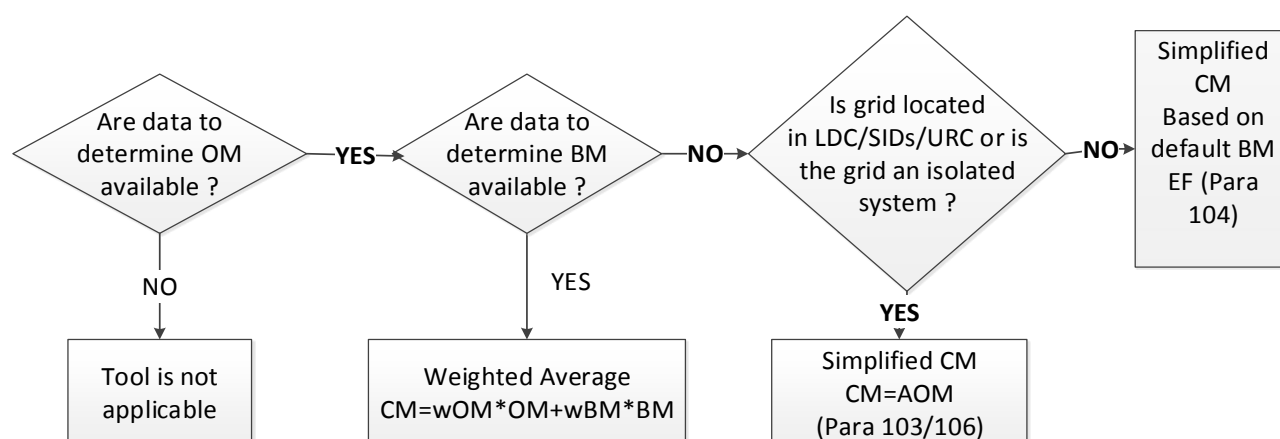 Are data to
determine OM
available ?
YES
Are data to
determine BM
available ?
NO
Is grid located
in LDC/SIDs/URC or is
the grid an isolated
system ?
NO
Simplified
CM
Based on
default BM
EF (Para
104)
NO
YES
YES
Tool is not
applicable
Weighted Average
CM=wOM*OM+wBM*BM
Simplified CM
CM=AOM
(Para 103/106)